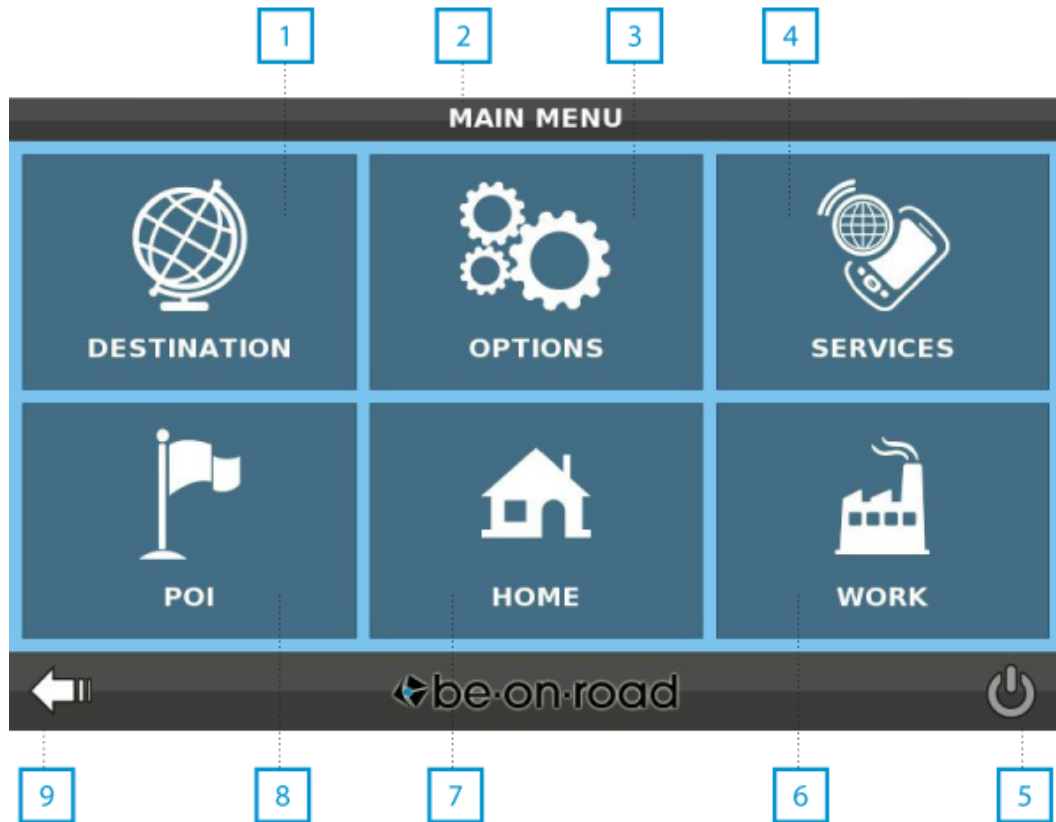 1 2 3 4
MAIN MENU
DESTINATION OPTIONS SERVICES
POI HOME WORK
be·on·road
9 8 7 6 5